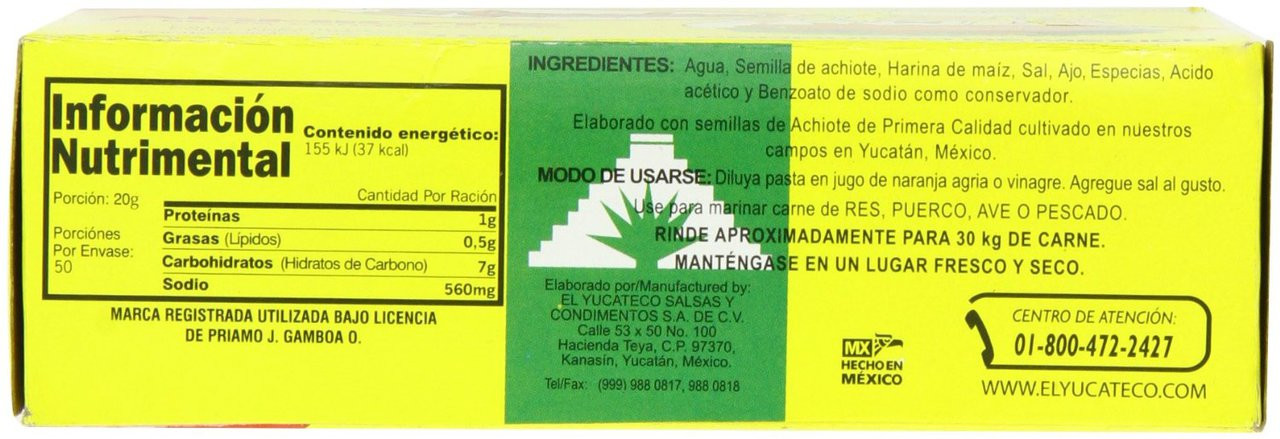 Información
Nutrimental
Contenido energético:
155 kJ (37 kcal)
Porción: 20g
Cantidad Por Ración
Porciónes
Por Envase:
50
Proteínas 1g
Grasas (Lípidos) 0,5g
Carbohidratos (Hidratos de Carbono) 7g
Sodio 560mg
MARCA REGISTRADA UTILIZADA BAJO LICENCIA
DE PRIAMO J. GAMBOA O.
INGREDIENTES: Agua, Semilla de achiote, Harina de maíz, Sal, Ajo, Especias, Acido
acético y Benzoato de sodio como conservador.
Elaborado con semillas de Achiote de Primera Calidad cultivado en nuestros
campos en Yucatán, México.
MODO DE USARSE: Diluya pasta en jugo de naranja agria o vinagre. Agregue sal al gusto.
Use para marinar carne de RES, PUERCO, AVE O PESCADO.
RINDE APROXIMADAMENTE PARA 30 kg DE CARNE.
MANTÉNGASE EN UN LUGAR FRESCO Y SECO.
Elaborado por/Manufactured by:
EL YUCATECO SALSAS Y
CONDIMENTOS S.A. DE C.V.
Calle 53 x 50 No. 100
Hacienda Teya, C.P. 97370,
Kanasín, Yucatán, México.
Tel/Fax: (999) 988 0817, 988 0818
MX
HECHO EN
MÉXICO
CENTRO DE ATENCIÓN:
01-800-472-2427
WWW.ELYUCATECO.COM